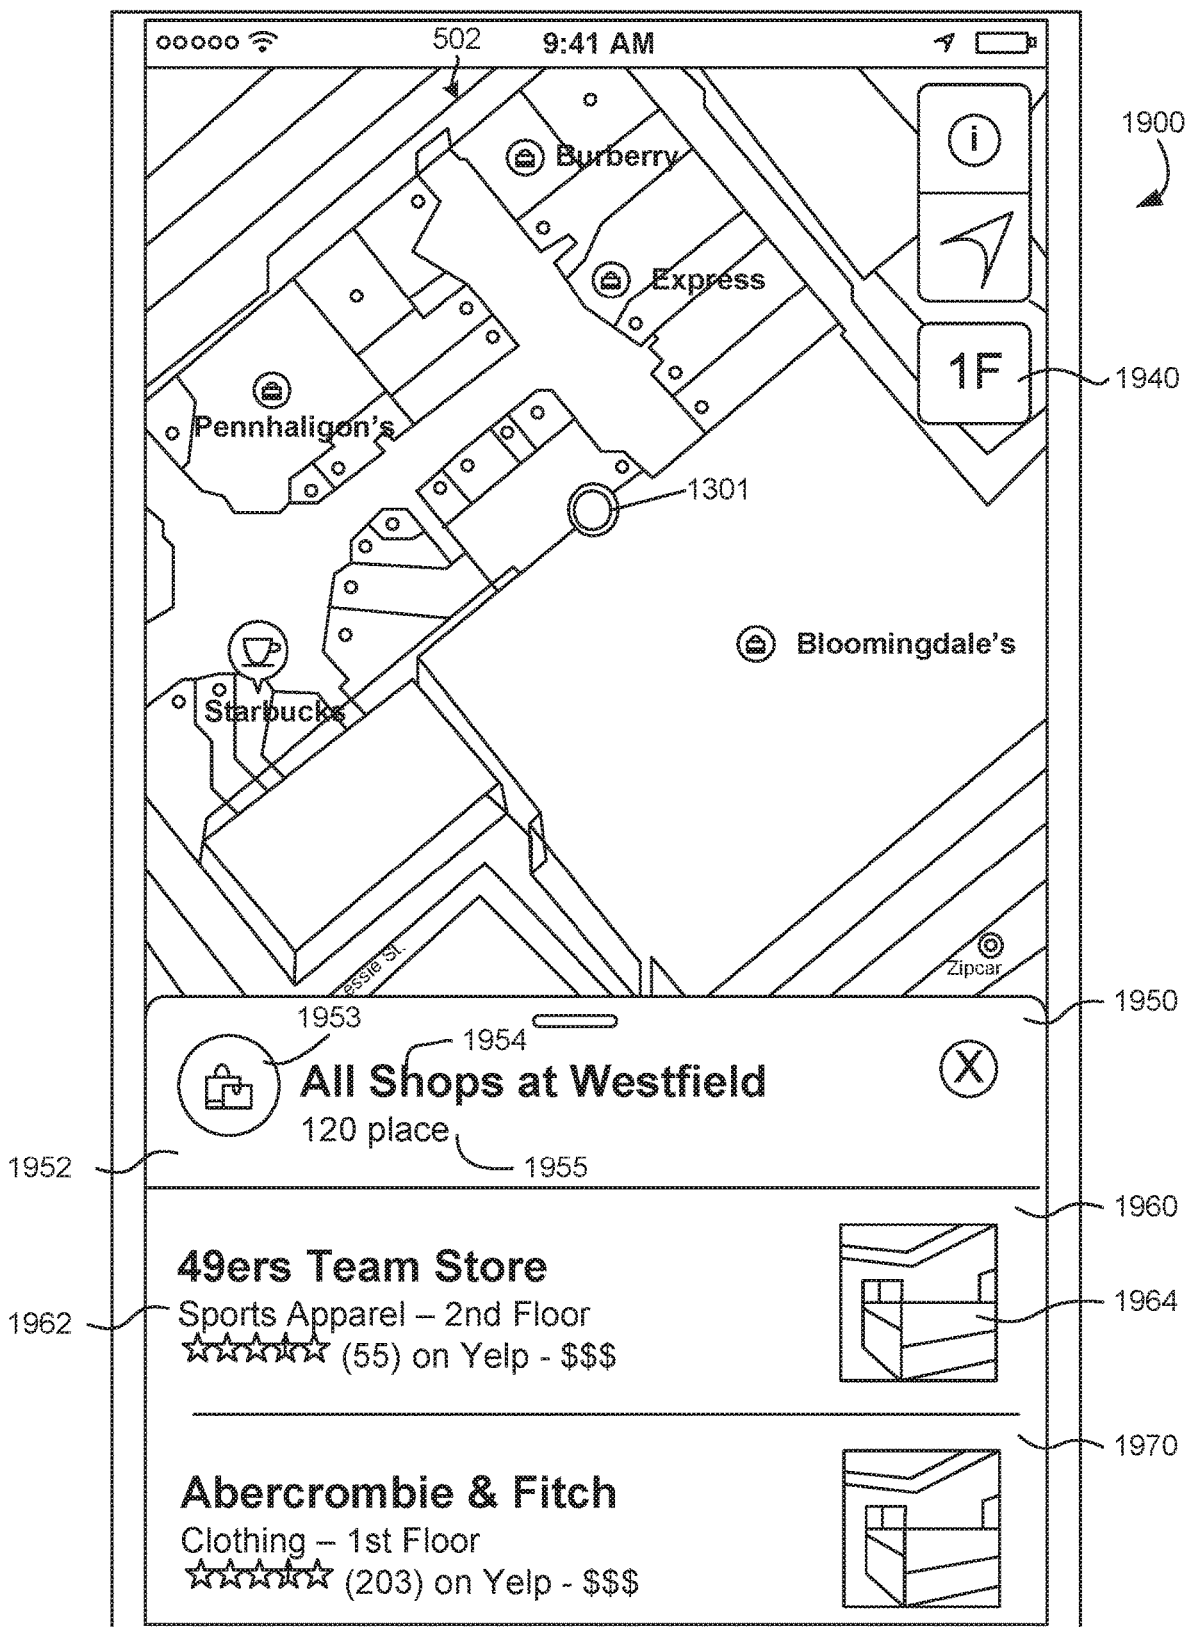 502
9:41 AM
1900
i
Burberry
Express
1F
1940
Pennhaligon's
1301
Bloomingdale's
Starbucks
essie St.
Zipcar
1950
1953
1954
All Shops at Westfield
X
120 place
1952
1955
1960
49ers Team Store
Sports Apparel – 2nd Floor
1962
1964
(55) on Yelp - $$$
1970
Abercrombie & Fitch
Clothing – 1st Floor
(203) on Yelp - $$$